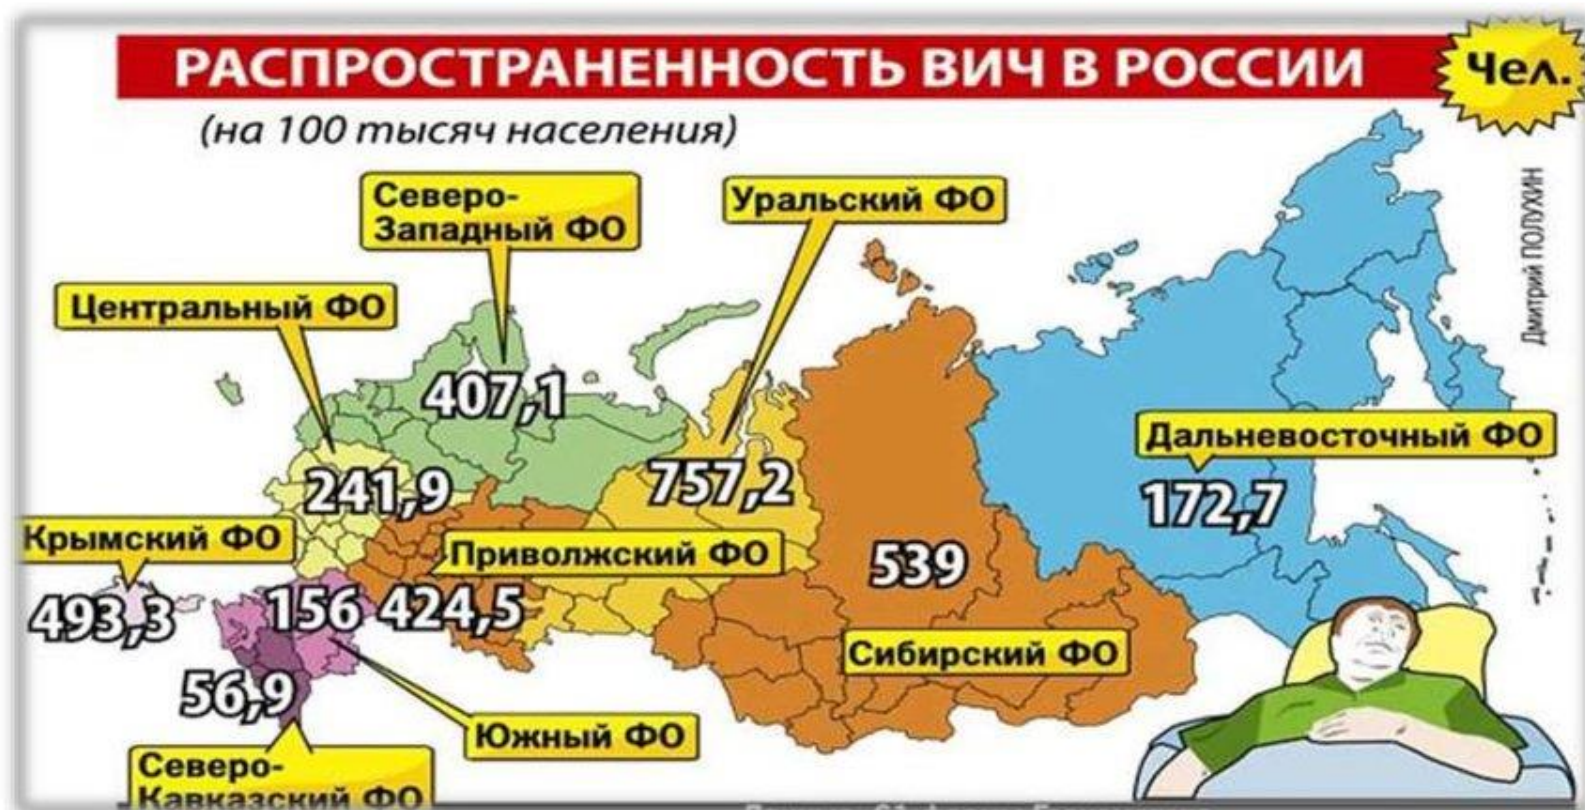 РАСПРОСТРАНЕННОСТЬ ВИЧ В РОССИИ
Чел.
(на 100 тысяч населения)
Северо-
Западный ФО
Уральский ФО
Дмитрий ПОЛУХИН
Центральный ФО
407,1
757,2
Дальневосточный ФО
241,9
172,7
Крымский ФО
Приволжский ФО
539
493,3
156
424,5
Сибирский ФО
56,9
Южный ФО
Северо-
Кавказский ФО